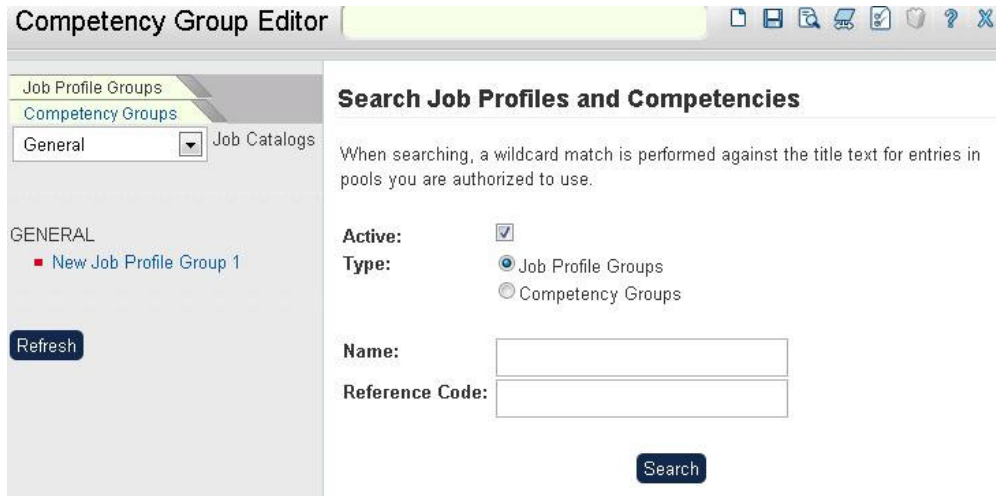 Competency Group Editor
Job Profile Groups
Competency Groups
General
Job Catalogs
GENERAL
New Job Profile Group 1
Refresh
Search Job Profiles and Competencies
When searching, a wildcard match is performed against the title text for entries in
pools you are authorized to use.
Active:
Type:
Job Profile Groups
Competency Groups
Name:
Reference Code:
Search